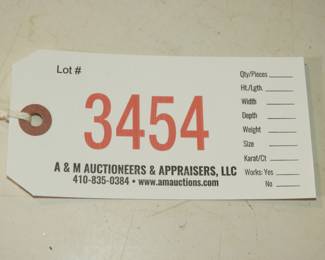 Lot #
3454
A & M AUCTIONEERS & APPRAISERS, LLC
410-835-0384 • www.amauctions.com
Qty/Pieces
Ht./Lgth.
Width
Depth
Weight
Size
Karat/Ct
Works: Yes
No